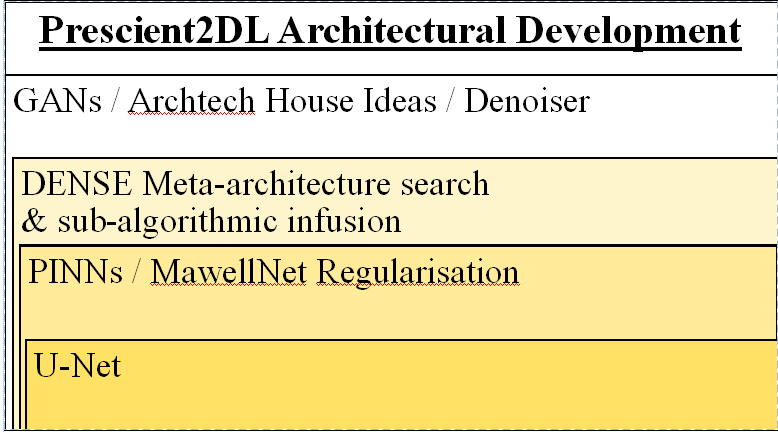 Prescient2DL Architectural Development
GANs / Archtech House Ideas / Denoiser
DENSE Meta-architecture search
& sub-algorithmic infusion
PINNs / MawellNet Regularisation
U-Net